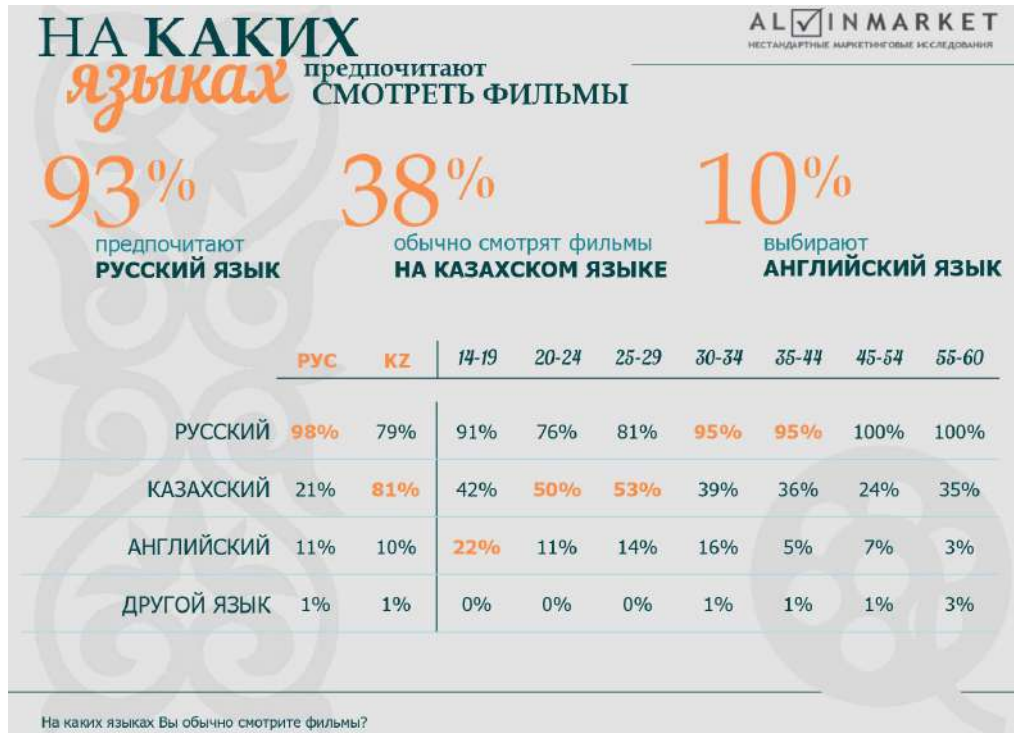 НА КАКИХ
языках предпочитают
СМОТРЕТЬ ФИЛЬМЫ
ALINMARKET
НЕСТАНДАРТНЫЕ МАРКЕТИНГОВЫЕ ИССЛЕДОВАНИЯ
93% 38% 10%
предпочитают обычно смотрят фильмы выбирают
РУССКИЙ ЯЗЫК НА КАЗАХСКОМ ЯЗЫКЕ АНГЛИЙСКИЙ ЯЗЫК
РУС KZ 14-19 20-24 25-29 30-34 35-44 45-54 55-60
РУССКИЙ 98% 79% 91% 76% 81% 95% 95% 100% 100%
КАЗАХСКИЙ 21% 81% 42% 50% 53% 39% 36% 24% 35%
АНГЛИЙСКИЙ 11% 10% 22% 11% 14% 16% 5% 7% 3%
ДРУГОЙ ЯЗЫК 1% 1% 0% 0% 0% 1% 1% 1% 3%
На каких языках Вы обычно смотрите фильмы?